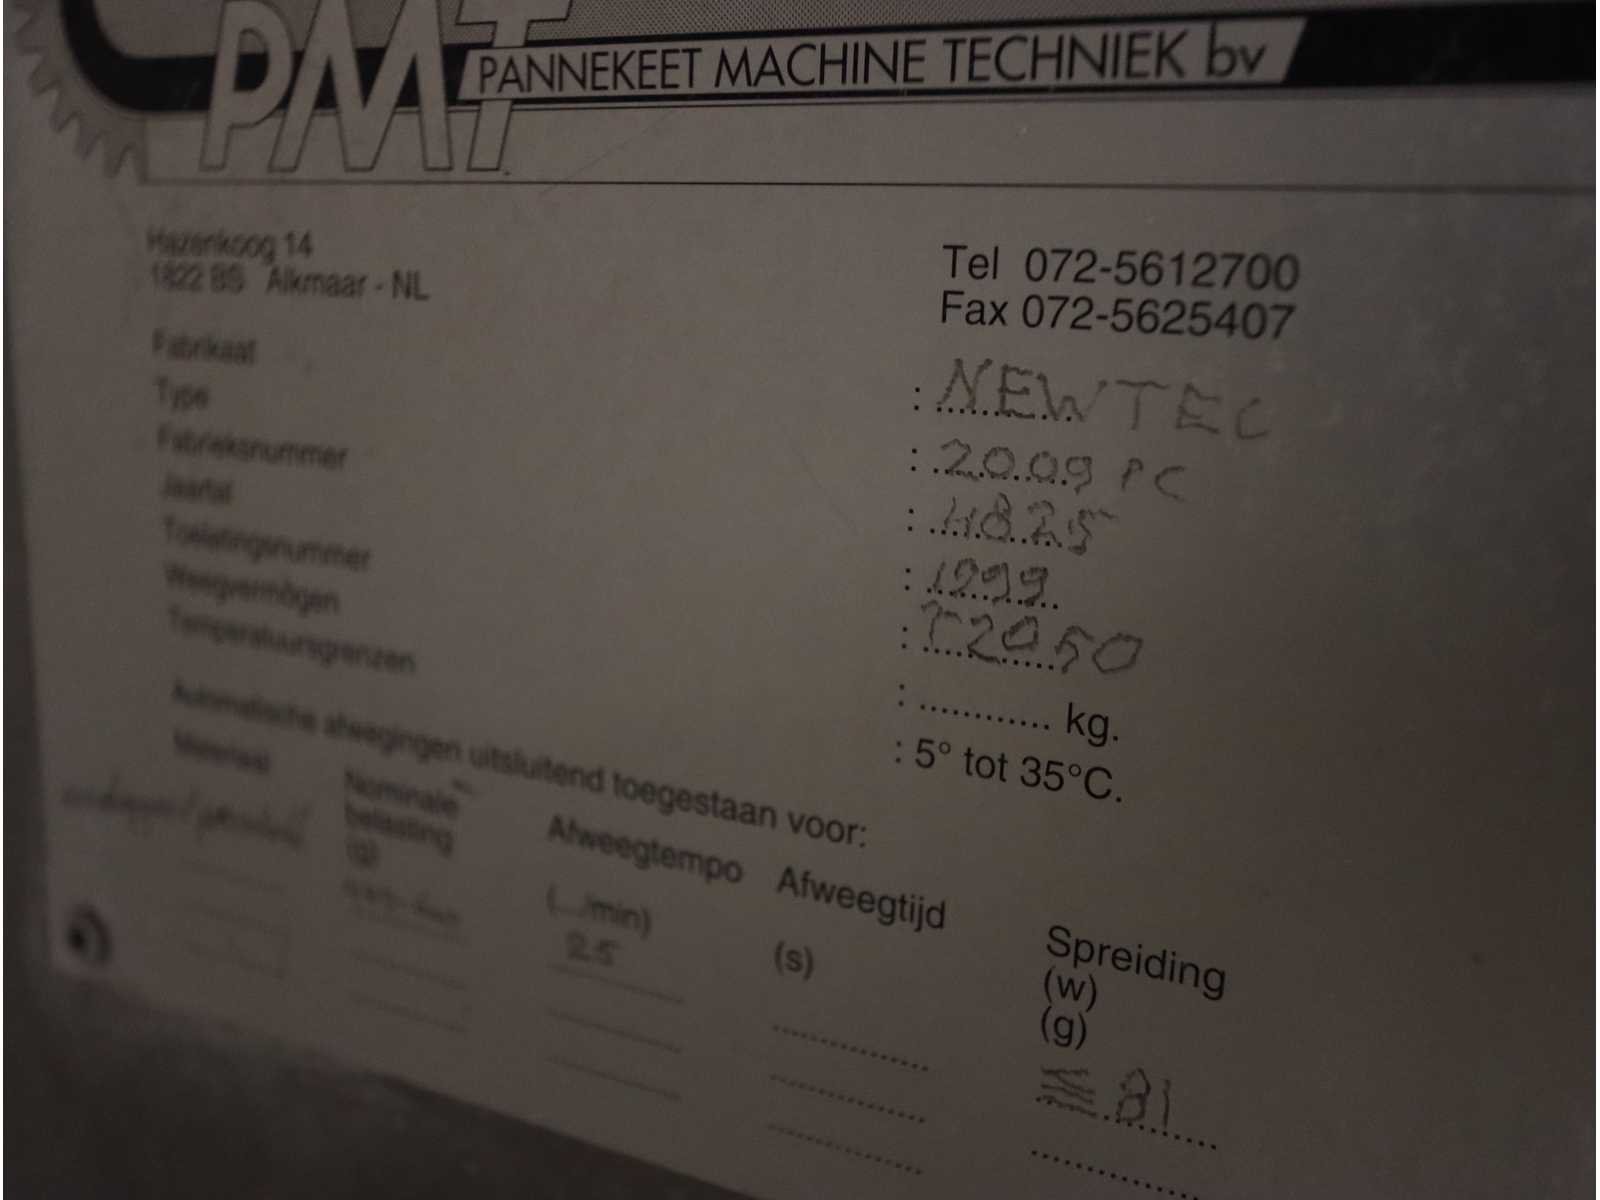 PMT PANNEKEET MACHINE TECHNIEK bv
Hazenkoog 14
1822 BS Alkmaar - NL
Tel 072-5612700
Fax 072-5625407
Fabrikaat : NEWTEC
Type : 2009 PC
Fabrieksnummer : 4825
Jaartal : 1999
Toelatingsnummer : T2050
Weegvermögen : ............ kg.
Temperatuursgrenzen : 5° tot 35°C.
Automatische afwegingen uitsluitend toegestaan voor:
Materiaal Nominale belasting (g) Afweegtempo (.../min) Afweegtijd (s) Spreiding (w) (g)
25